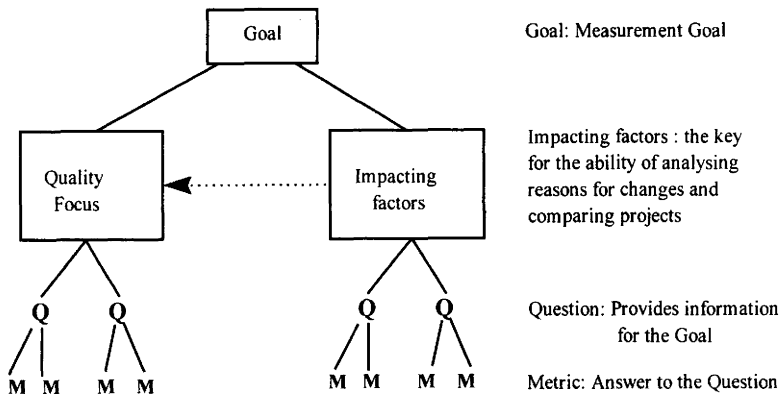 Goal
Goal: Measurement Goal
Quality
Focus
Impacting
factors
Impacting factors : the key
for the ability of analysing
reasons for changes and
comparing projects
Q Q Q Q
Question: Provides information
for the Goal
M M M M M M M M
Metric: Answer to the Question